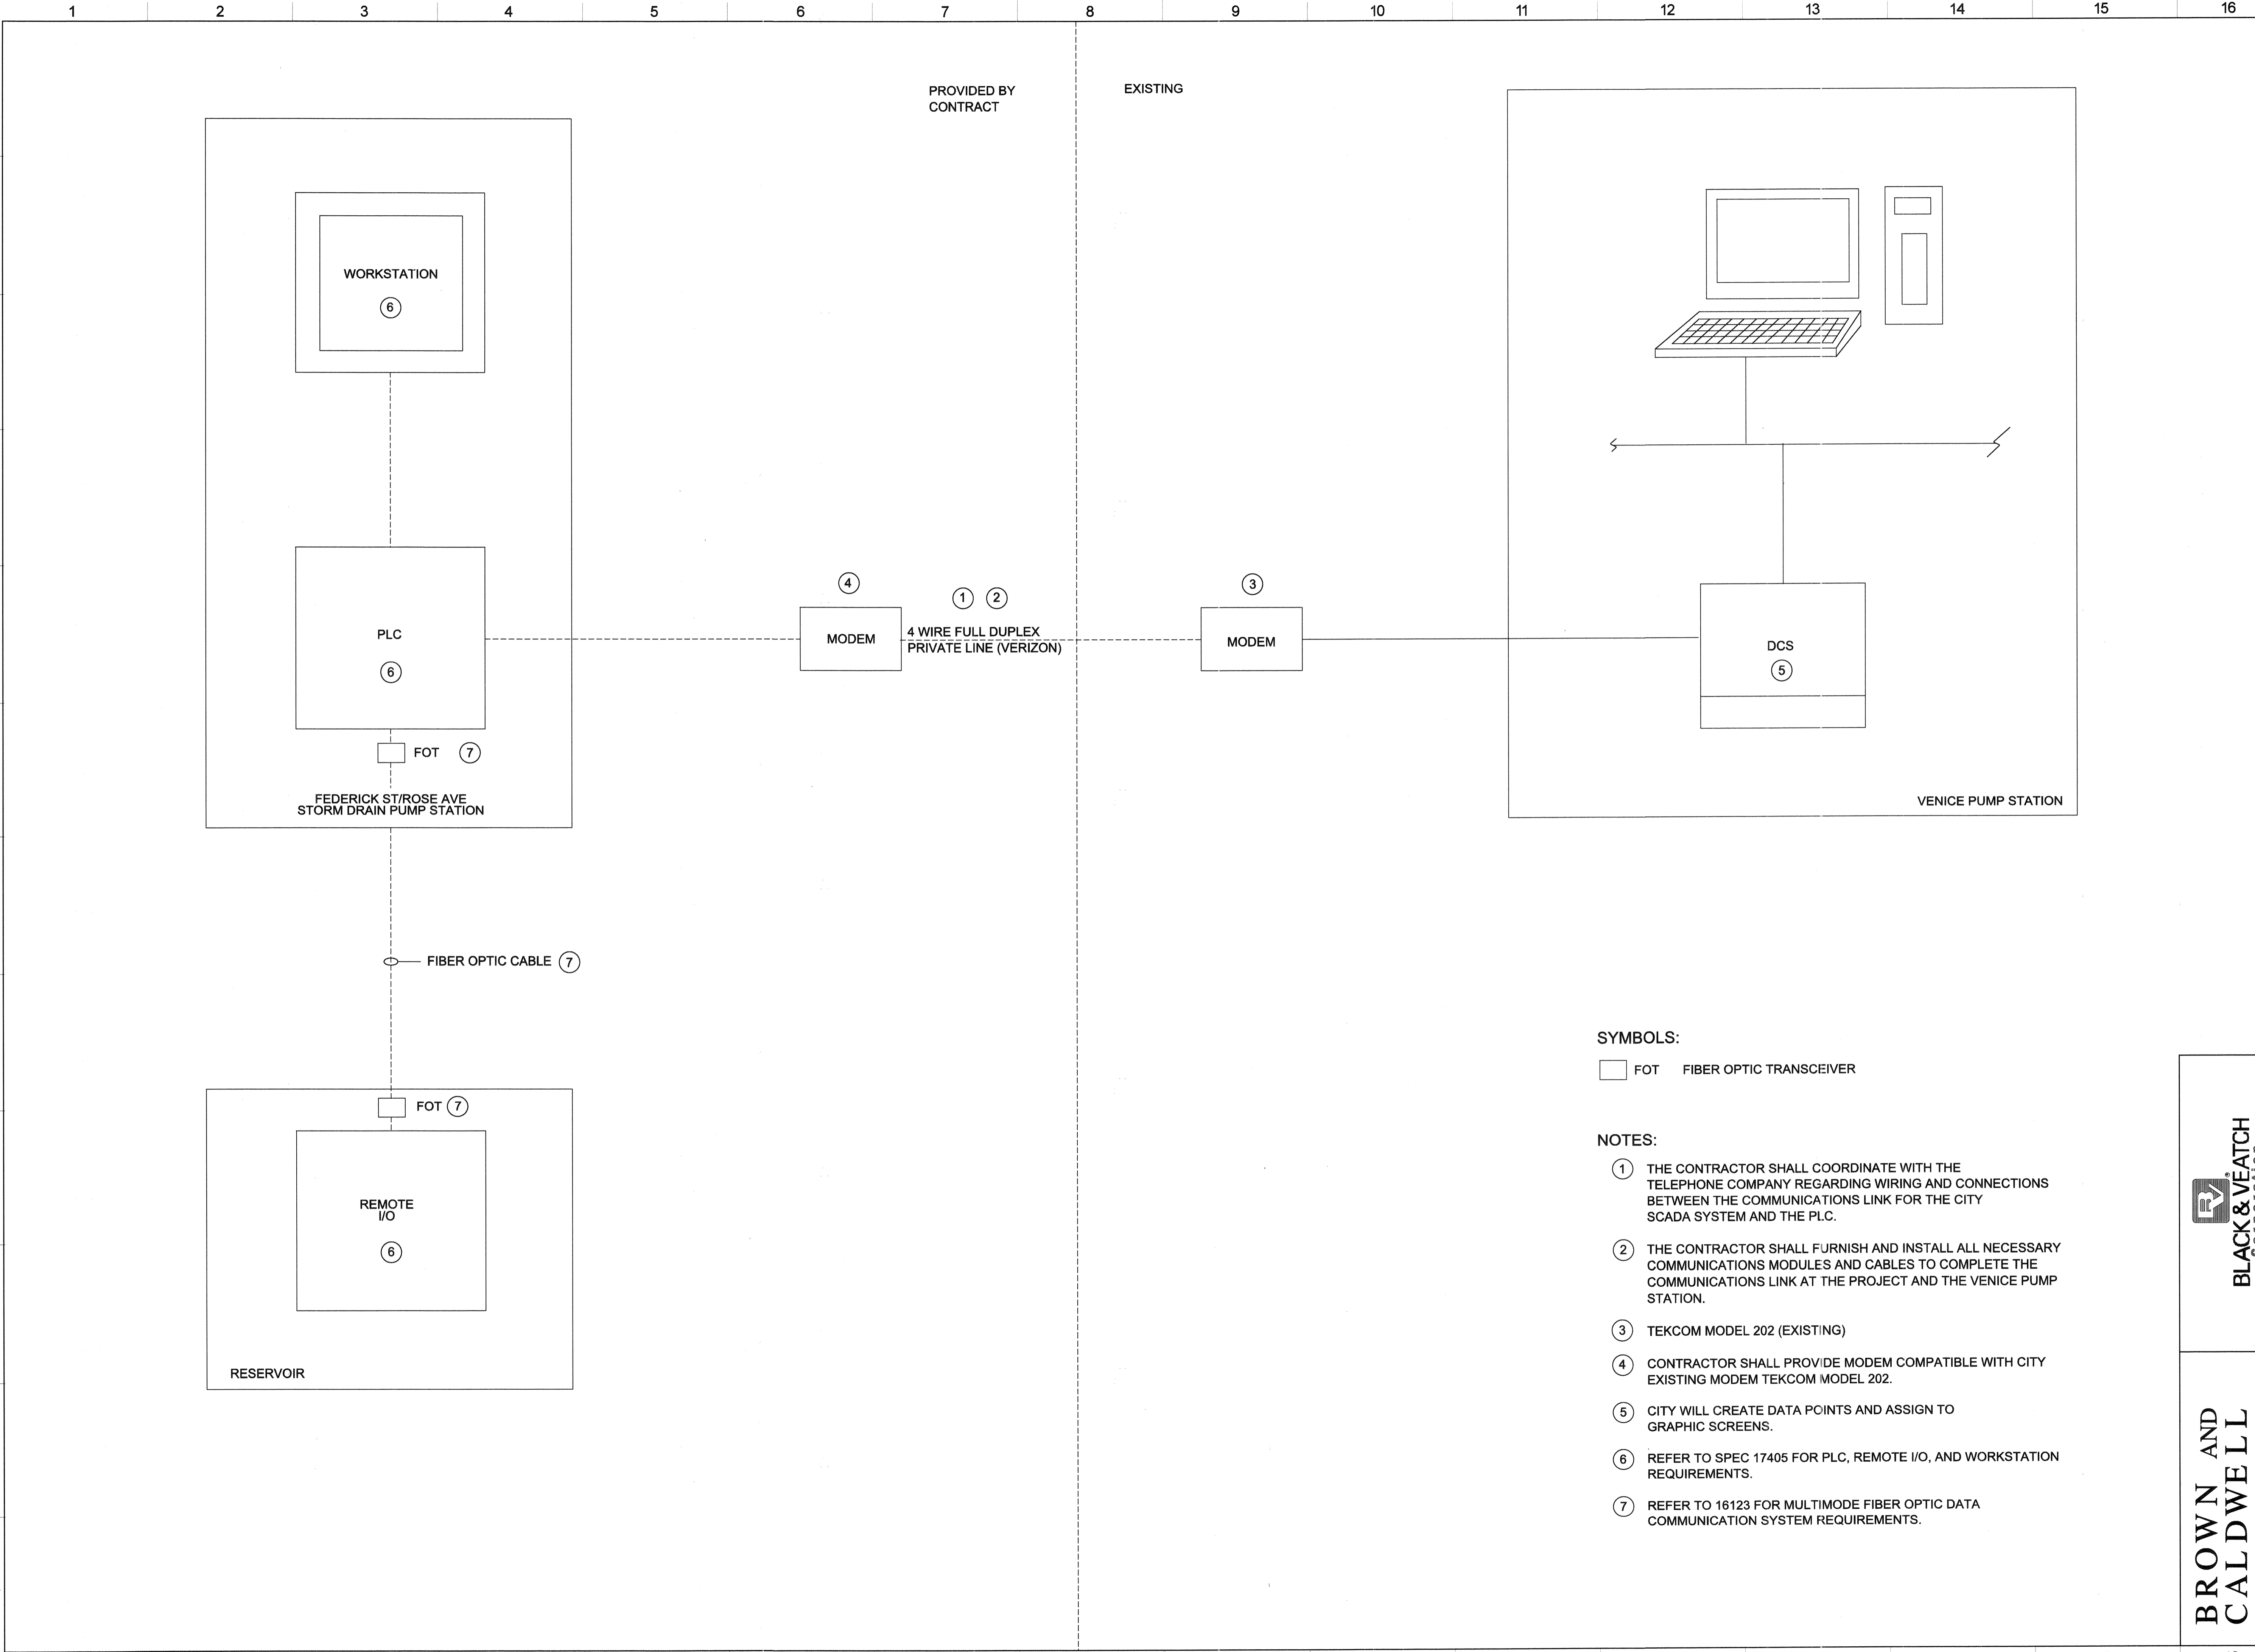 1 2 3 4 5 6 7 8 9 10 11 12 13 14 15 16
PROVIDED BY
CONTRACT
EXISTING
WORKSTATION
6
PLC
6
FOT 7
FEDERICK ST/ROSE AVE
STORM DRAIN PUMP STATION
4
MODEM
1 2
4 WIRE FULL DUPLEX
PRIVATE LINE (VERIZON)
3
MODEM
DCS
5
VENICE PUMP STATION
FIBER OPTIC CABLE 7
FOT 7
REMOTE
I/O
6
RESERVOIR
SYMBOLS:
FOT FIBER OPTIC TRANSCEIVER
NOTES:
1 THE CONTRACTOR SHALL COORDINATE WITH THE
TELEPHONE COMPANY REGARDING WIRING AND CONNECTIONS
BETWEEN THE COMMUNICATIONS LINK FOR THE CITY
SCADA SYSTEM AND THE PLC.
2 THE CONTRACTOR SHALL FURNISH AND INSTALL ALL NECESSARY
COMMUNICATIONS MODULES AND CABLES TO COMPLETE THE
COMMUNICATIONS LINK AT THE PROJECT AND THE VENICE PUMP
STATION.
3 TEKCOM MODEL 202 (EXISTING)
4 CONTRACTOR SHALL PROVIDE MODEM COMPATIBLE WITH CITY
EXISTING MODEM TEKCOM MODEL 202.
5 CITY WILL CREATE DATA POINTS AND ASSIGN TO
GRAPHIC SCREENS.
6 REFER TO SPEC 17405 FOR PLC, REMOTE I/O, AND WORKSTATION
REQUIREMENTS.
7 REFER TO 16123 FOR MULTIMODE FIBER OPTIC DATA
COMMUNICATION SYSTEM REQUIREMENTS.
BV
BLACK & VEATCH
BROWN AND
CALDWELL